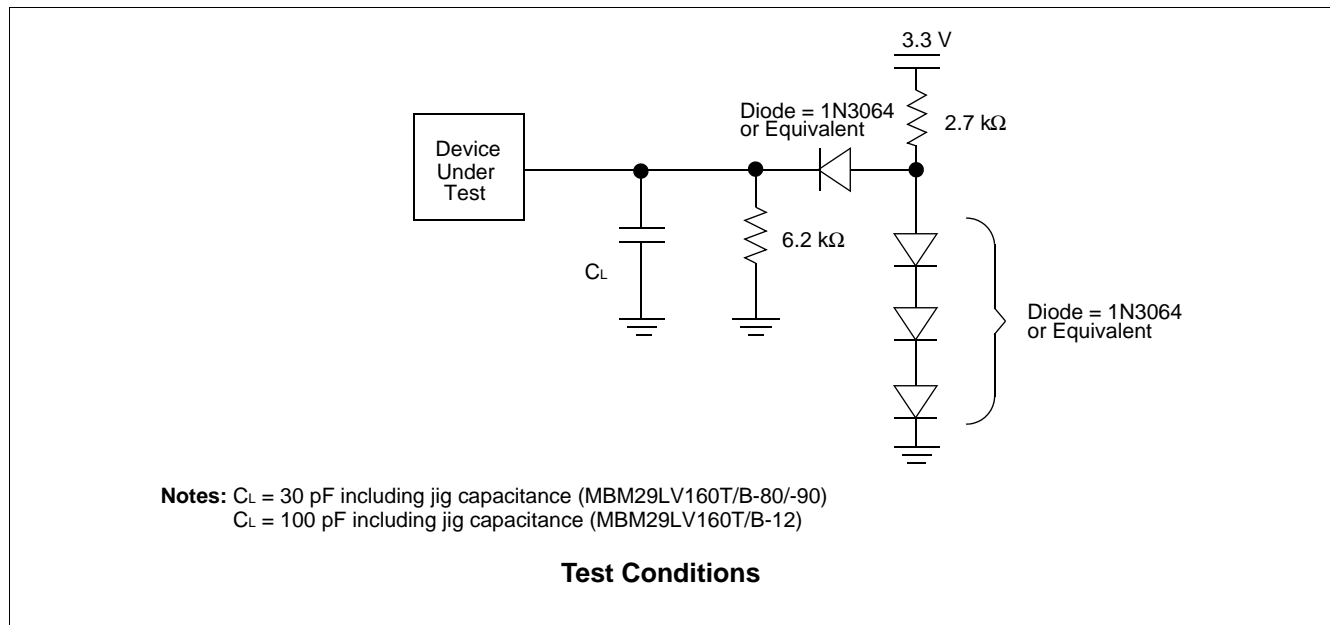 3.3 V
Diode = 1N3064
or Equivalent
2.7 kΩ
Device
Under
Test
6.2 kΩ
CL
Diode = 1N3064
or Equivalent
Notes: CL = 30 pF including jig capacitance (MBM29LV160T/B-80/-90)
CL = 100 pF including jig capacitance (MBM29LV160T/B-12)
Test Conditions